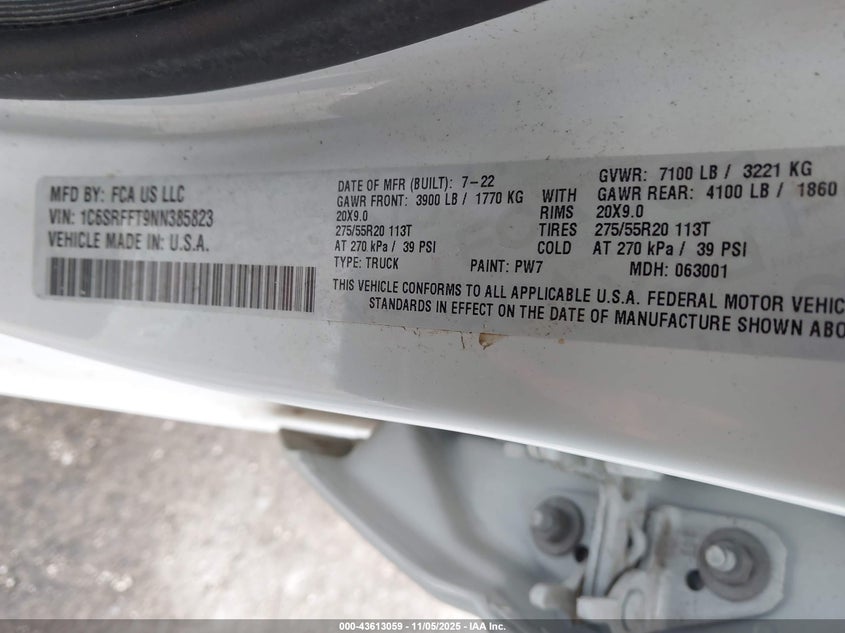 MFD BY: FCA US LLC
VIN: 1C6SRFFT9NN385823
VEHICLE MADE IN: U.S.A.
DATE OF MFR (BUILT): 7-22
GVWR: 7100 LB / 3221 KG
GAWR FRONT: 3900 LB / 1770 KG WITH GAWR REAR: 4100 LB / 1860
20X9.0 RIMS 20X9.0
275/55R20 113T TIRES 275/55R20 113T
AT 270 kPa / 39 PSI COLD AT 270 kPa / 39 PSI
TYPE: TRUCK PAINT: PW7 MDH: 063001
THIS VEHICLE CONFORMS TO ALL APPLICABLE U.S.A. FEDERAL MOTOR VEHIC
STANDARDS IN EFFECT ON THE DATE OF MANUFACTURE SHOWN ABO
000-43613059 - 11/05/2025 - IAA Inc.